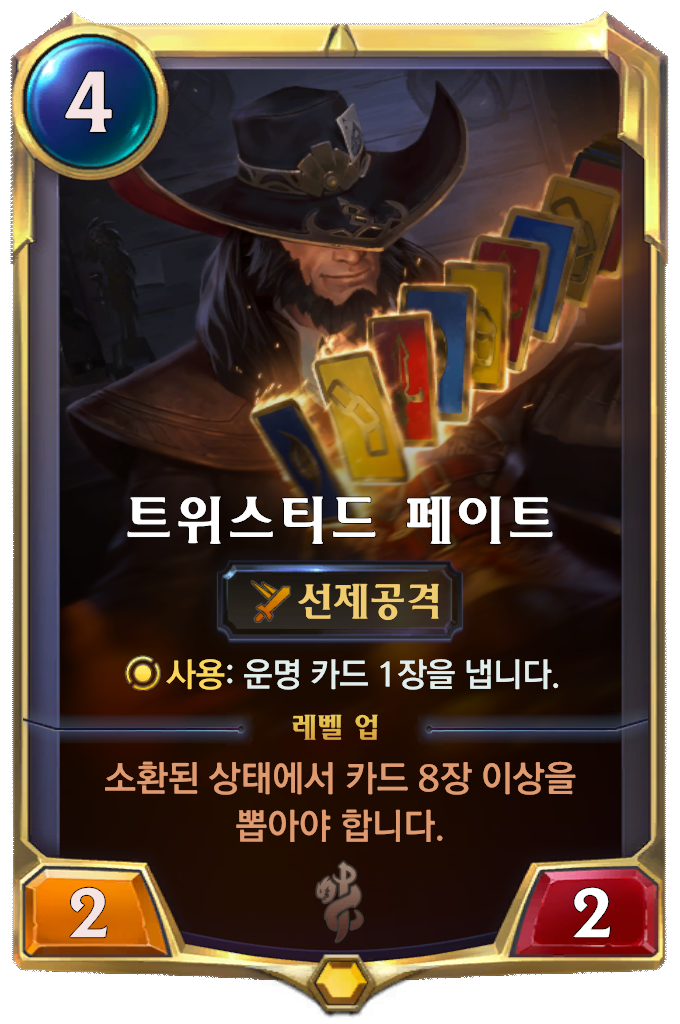 4
트위스티드 페이트
선제공격
사용: 운명 카드 1장을 냅니다.
레벨 업
소환된 상태에서 카드 8장 이상을
뽑아야 합니다.
2
2